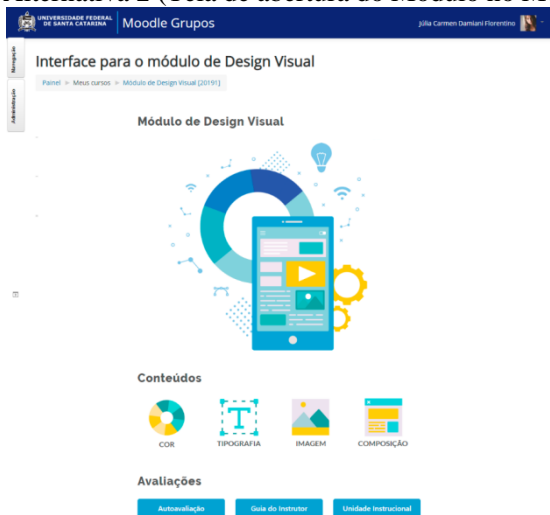 Alternativa 2 (Tela de abertura do Módulo no M
UNIVERSIDADE FEDERAL
DE SANTA CATARINA
Moodle Grupos
Júlia Carmen Damiani Florentino
Navegação
Administração
Interface para o módulo de Design Visual
Painel ► Meus cursos ► Módulo de Design Visual [20191]
Módulo de Design Visual
Conteúdos
COR
TIPOGRAFIA
IMAGEM
COMPOSIÇÃO
Avaliações
Autoavaliação
Guia do Instrutor
Unidade Instrucional